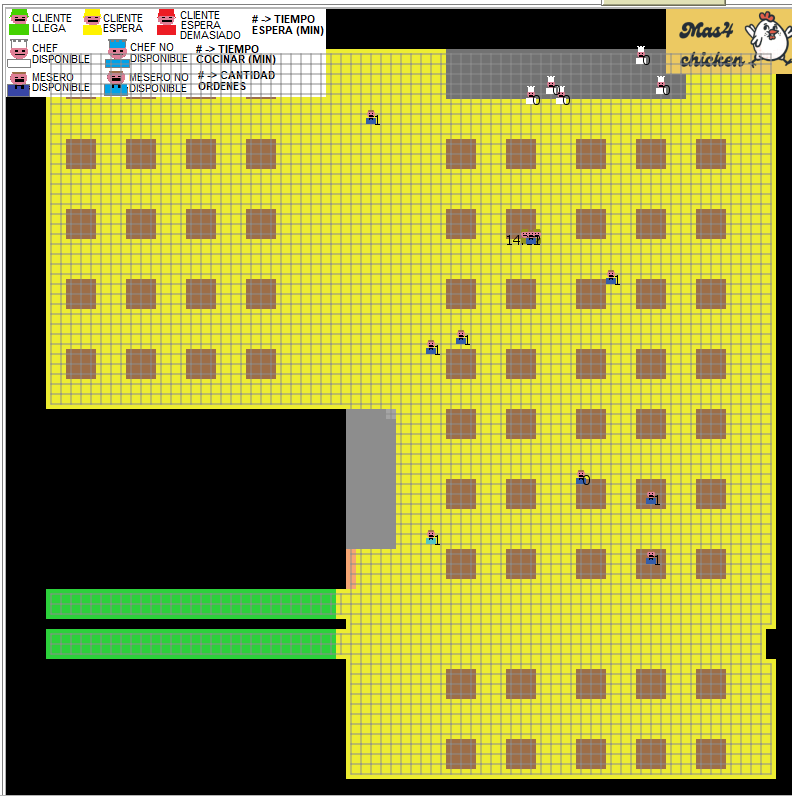 CLIENTE
LLEGA
CLIENTE
ESPERA
CLIENTE
ESPERA
DEMASIADO
# -> TIEMPO
ESPERA (MIN)
CHEF
DISPONIBLE
CHEF NO
DISPONIBLE
# -> TIEMPO
COCINAR (MIN)
MESERO
DISPONIBLE
MESERO NO
DISPONIBLE
# -> CANTIDAD
ORDENES
Mas4
chicken
0
0
0
0
0
1
1
1
1
0
1
1
1